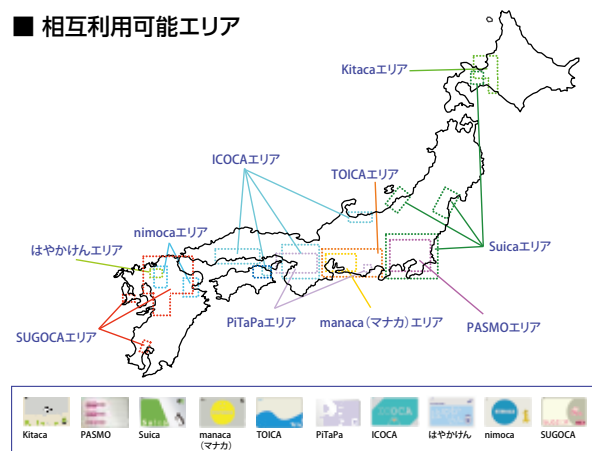 ■ 相互利用可能エリア
Kitacaエリア
ICOCAエリア
TOICAエリア
nimocaエリア
はやかけんエリア
Suicaエリア
SUGOCAエリア
PiTaPaエリア
manaca（マナカ）エリア
PASMOエリア
Kitaca
PASMO
Suica
manaca
（マナカ）
TOICA
PiTaPa
ICOCA
はやかけん
nimoca
SUGOCA